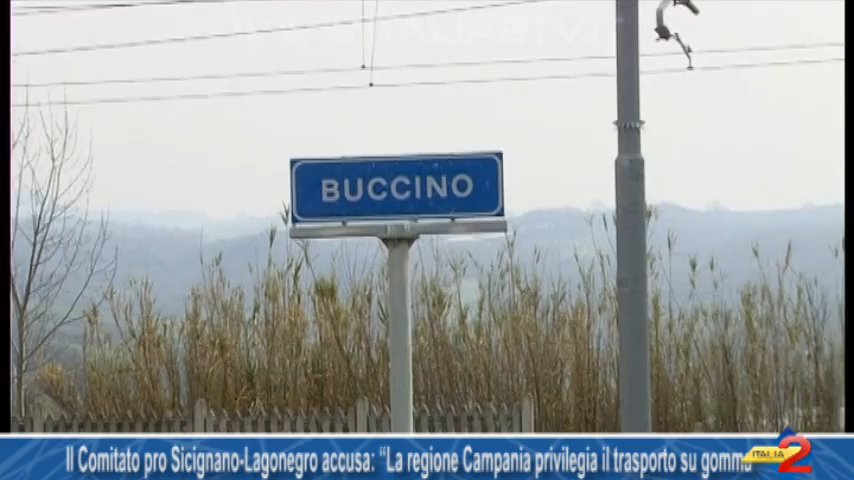 BUCCINO
Il Comitato pro Sicignano-Lagonegro accusa: “La regione Campania privilegia il trasporto su gomma
ITALIA 2